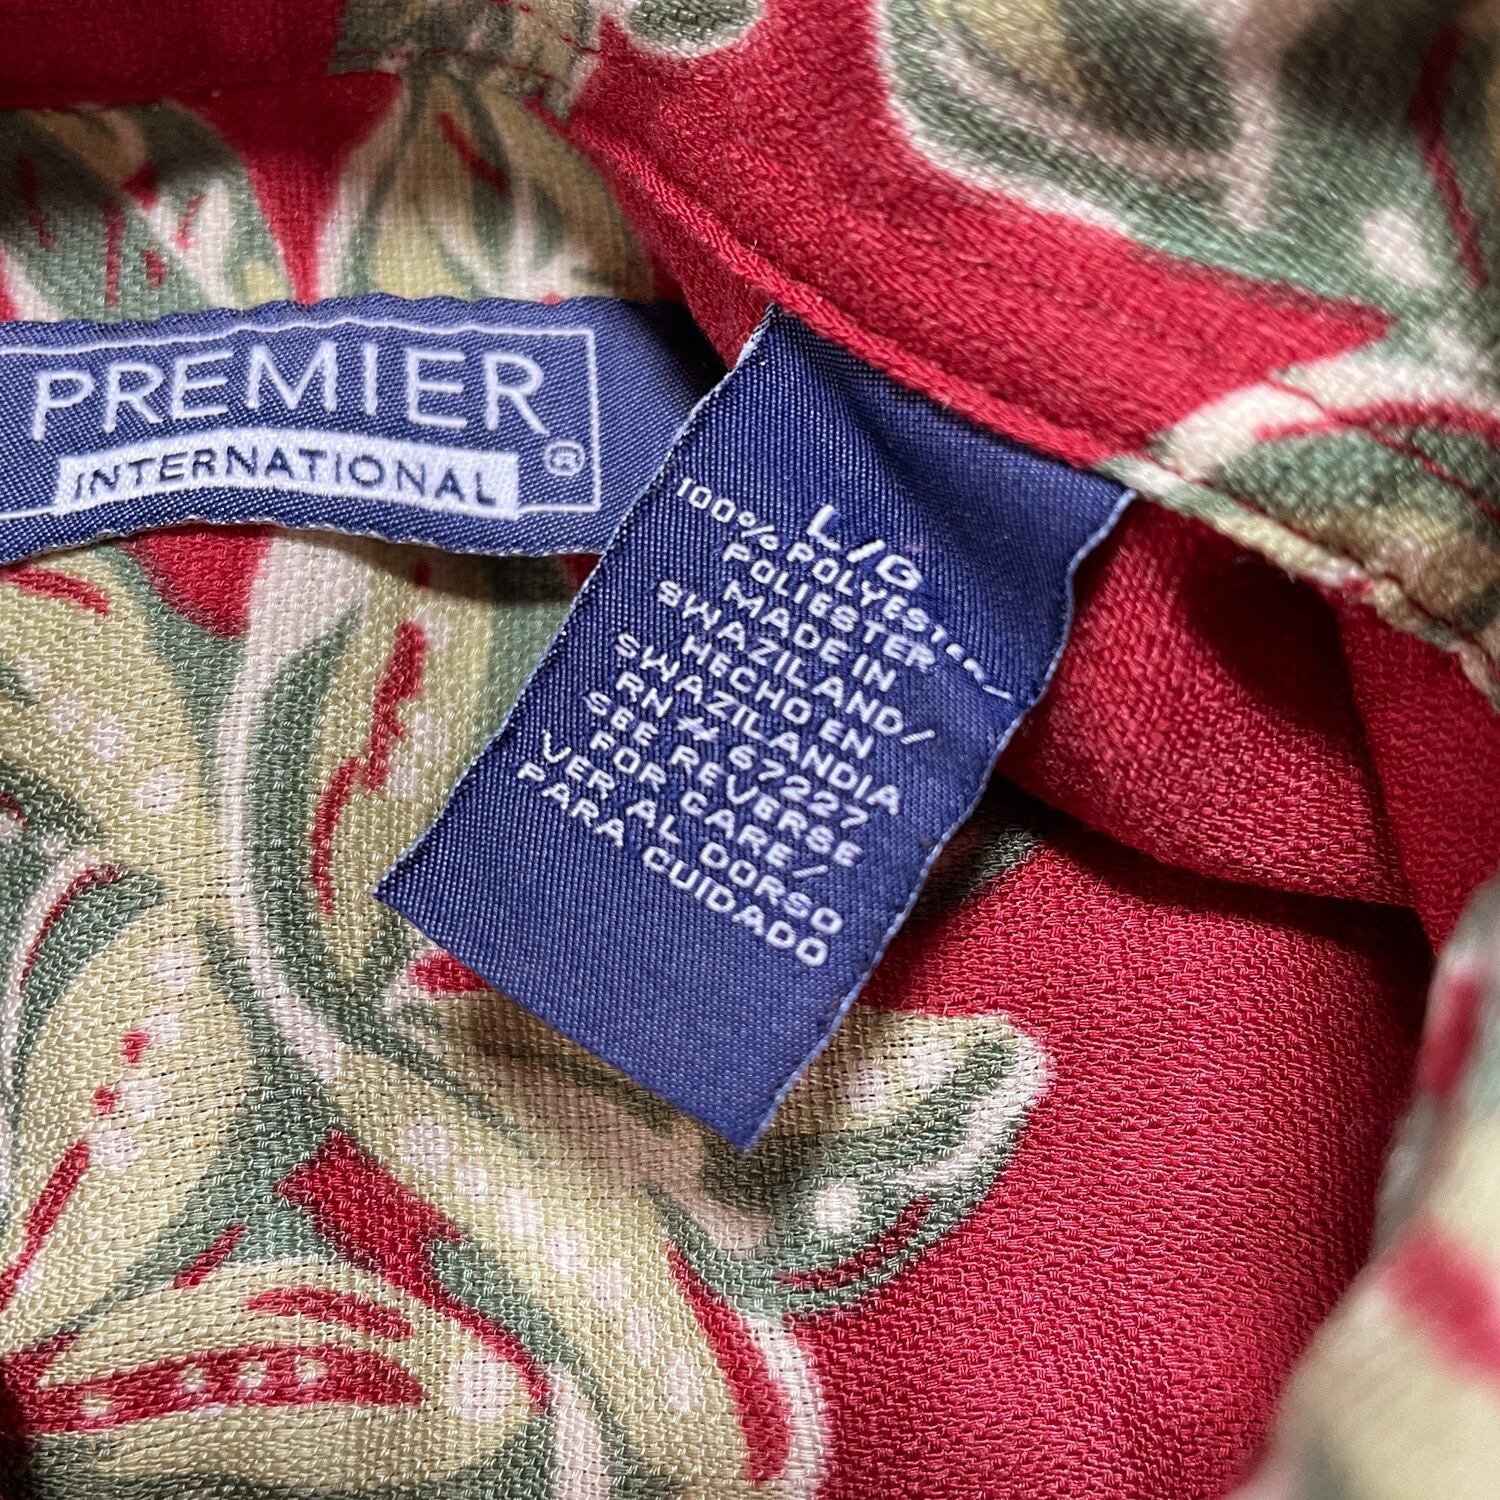 PREMIER
INTERNATIONAL ®
L/G
100% POLYESTER/
POLIESTER
MADE IN
SWAZILAND/
HECHO EN
SWAZILANDIA
RN # 67227
SEE REVERSE
FOR CARE/
VER AL DORSO
PARA CUIDADO